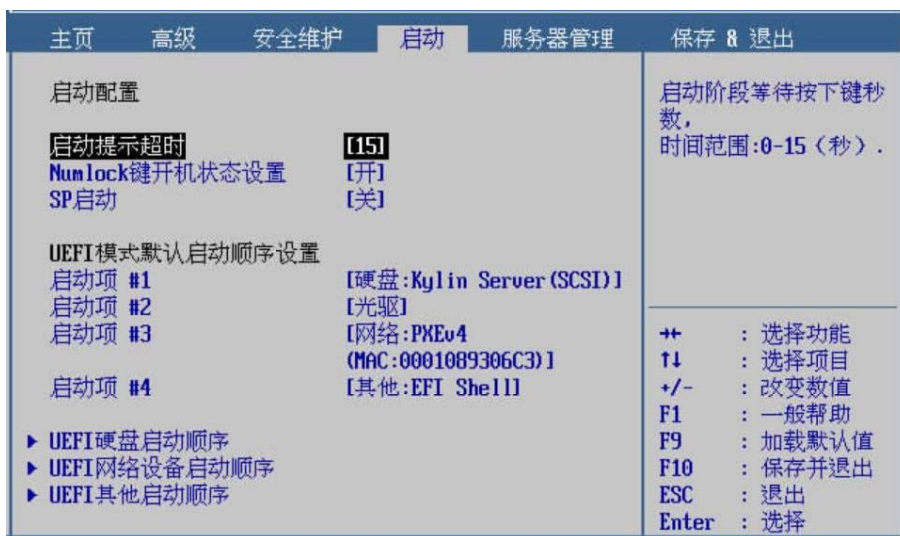 主页 高级 安全维护 启动 服务器管理 保存 & 退出
启动配置
启动提示超时 [15]
Numlock键开机状态设置 [开]
SP启动 [关]
UEFI模式默认启动顺序设置
启动项 #1 [硬盘:Kylin Server(SCSI)]
启动项 #2 [光驱]
启动项 #3 [网络:PXEv4
(MAC:0001089306C3)]
启动项 #4 [其他:EFI Shell]
▶ UEFI硬盘启动顺序
▶ UEFI网络设备启动顺序
▶ UEFI其他启动顺序
启动阶段等待按下键秒
数,
时间范围:0-15（秒）.
→← : 选择功能
↑↓ : 选择项目
+/- : 改变数值
F1 : 一般帮助
F9 : 加载默认值
F10 : 保存并退出
ESC : 退出
Enter : 选择